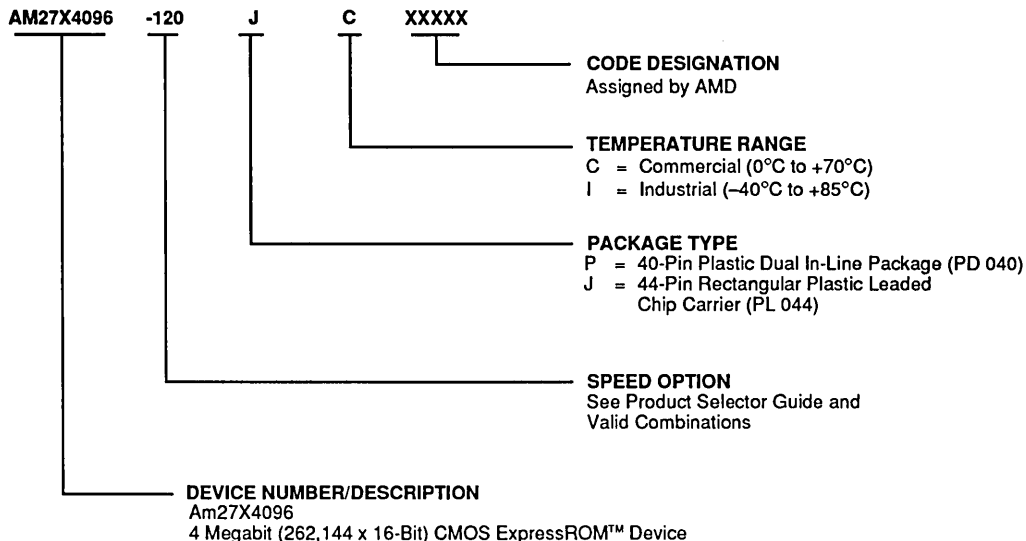 AM27X4096 -120 J C XXXXX
CODE DESIGNATION
Assigned by AMD
TEMPERATURE RANGE
C = Commercial (0°C to +70°C)
I = Industrial (–40°C to +85°C)
PACKAGE TYPE
P = 40-Pin Plastic Dual In-Line Package (PD 040)
J = 44-Pin Rectangular Plastic Leaded
Chip Carrier (PL 044)
SPEED OPTION
See Product Selector Guide and
Valid Combinations
DEVICE NUMBER/DESCRIPTION
Am27X4096
4 Megabit (262,144 x 16-Bit) CMOS ExpressROM™ Device